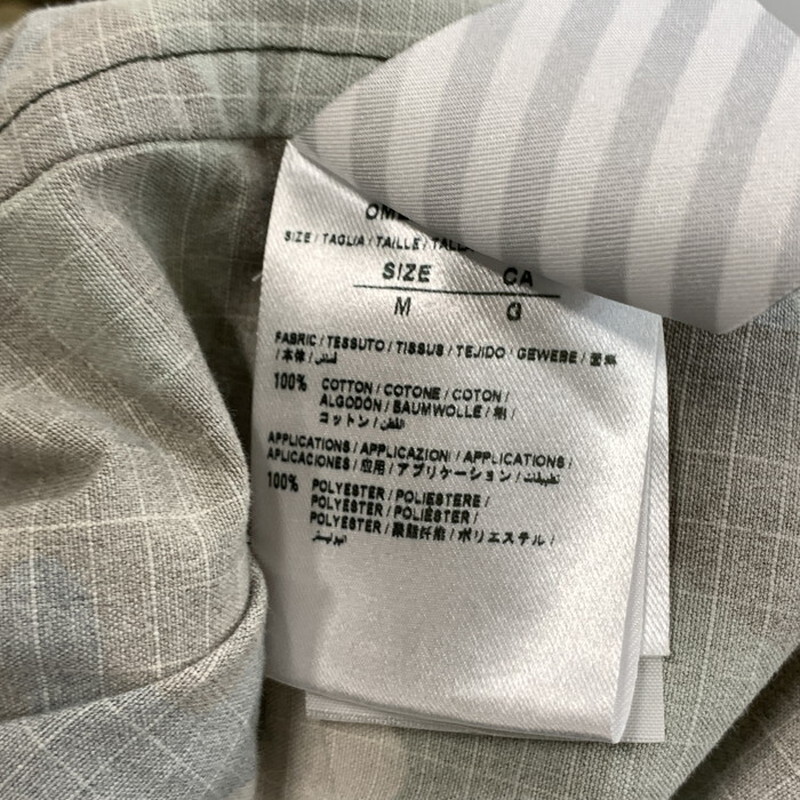 SIZE / TAGLIA / TAILLE /
SIZE CA
M
FABRIC / TESSUTO / TISSUS / TEJIDO / GEWEBE / 面料
/ 本体 / قماش
100% COTTON / COTONE / COTON /
ALGODÓN / BAUMWOLLE / 棉 /
コットン / القطن
APPLICATIONS / APPLICAZIONI / APPLICATIONS /
APLICACIONES / 应用 / アプリケーション / تطبيقات
100% POLYESTER / POLIESTERE /
POLYESTER / POLIÉSTER /
POLYESTER / 聚酯纤维 / ポリエステル /
البوليستر